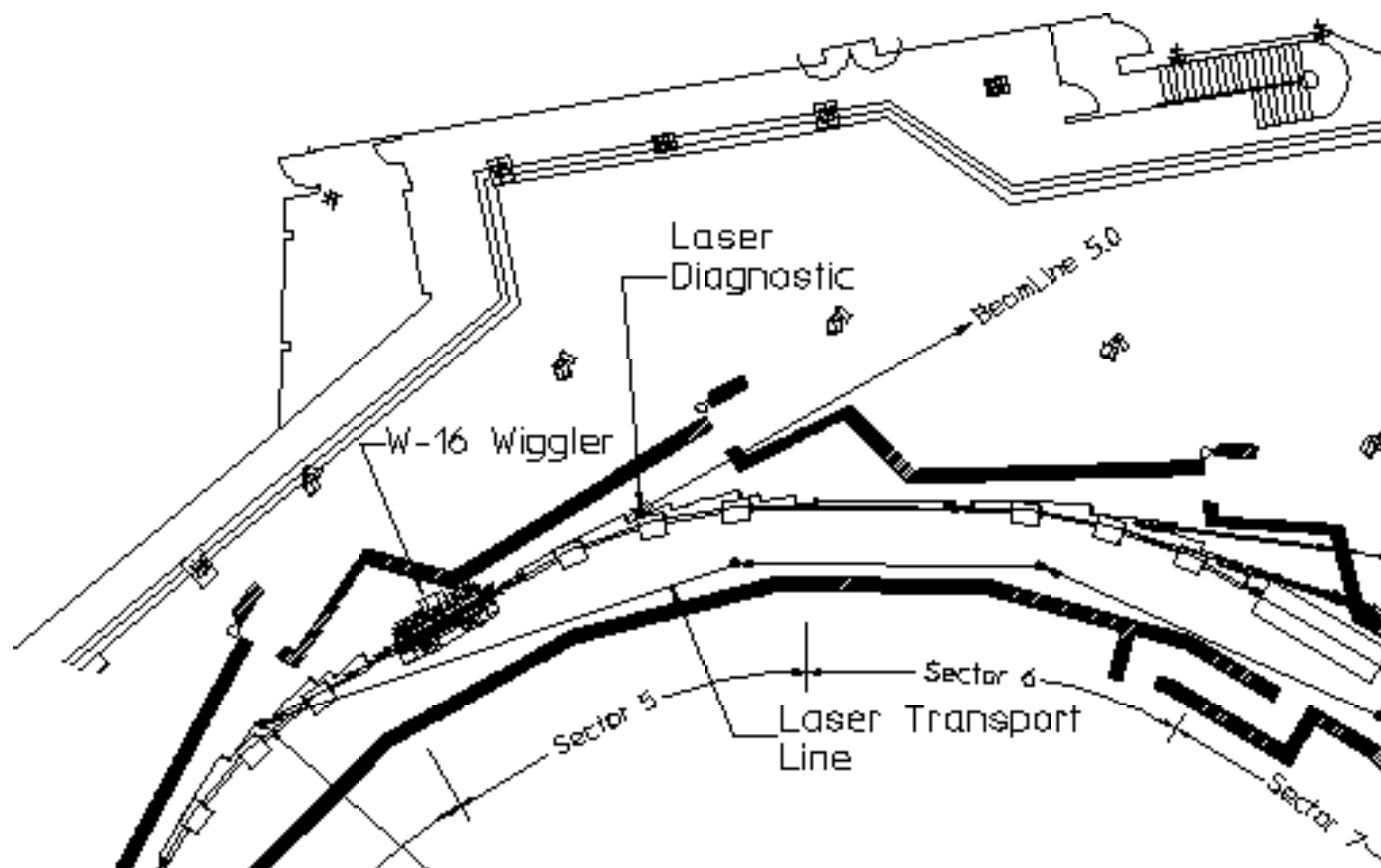 Laser
Diagnostic
BeamLine 5.0
W-16 Wiggler
Sector 5
Sector 6
Laser Transport
Line
Sector 7